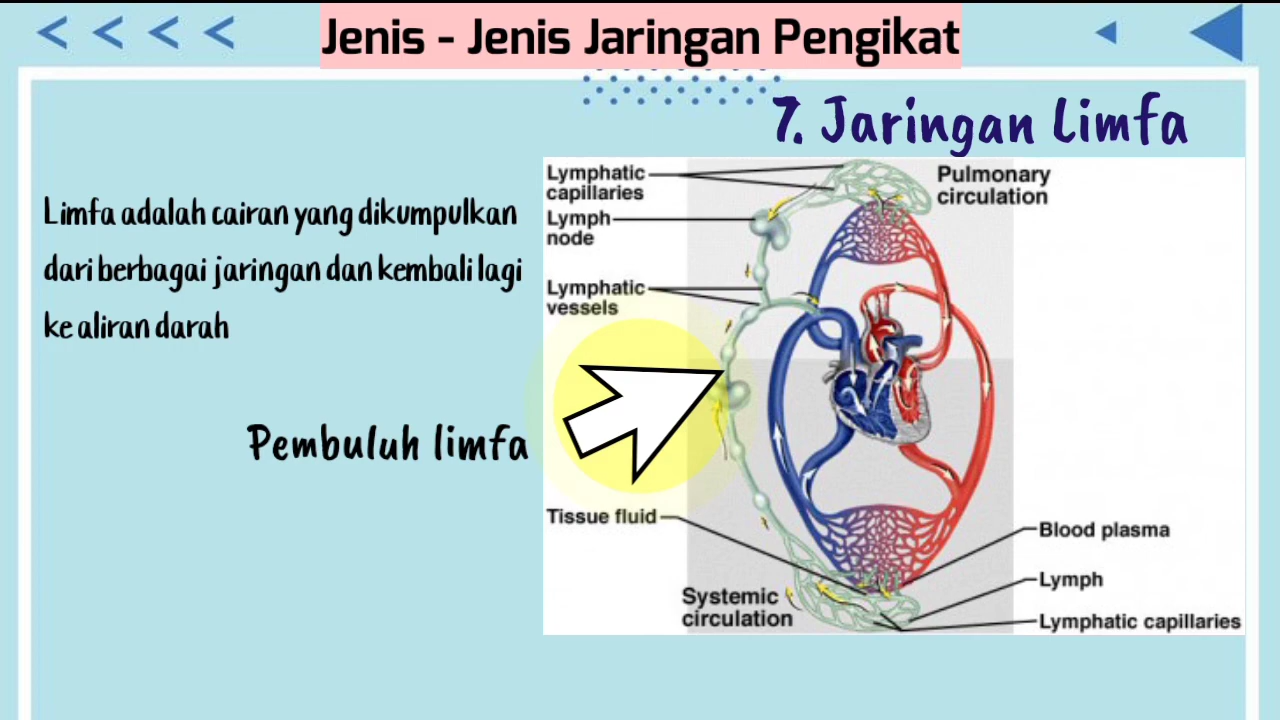 Jenis - Jenis Jaringan Pengikat
7. Jaringan Limfa
Limfa adalah cairan yang dikumpulkan
dari berbagai jaringan dan kembali lagi
ke aliran darah
Pembuluh limfa
Lymphatic
capillaries
Lymph
node
Lymphatic
vessels
Tissue fluid
Systemic
circulation
Pulmonary
circulation
Blood plasma
Lymph
Lymphatic capillaries